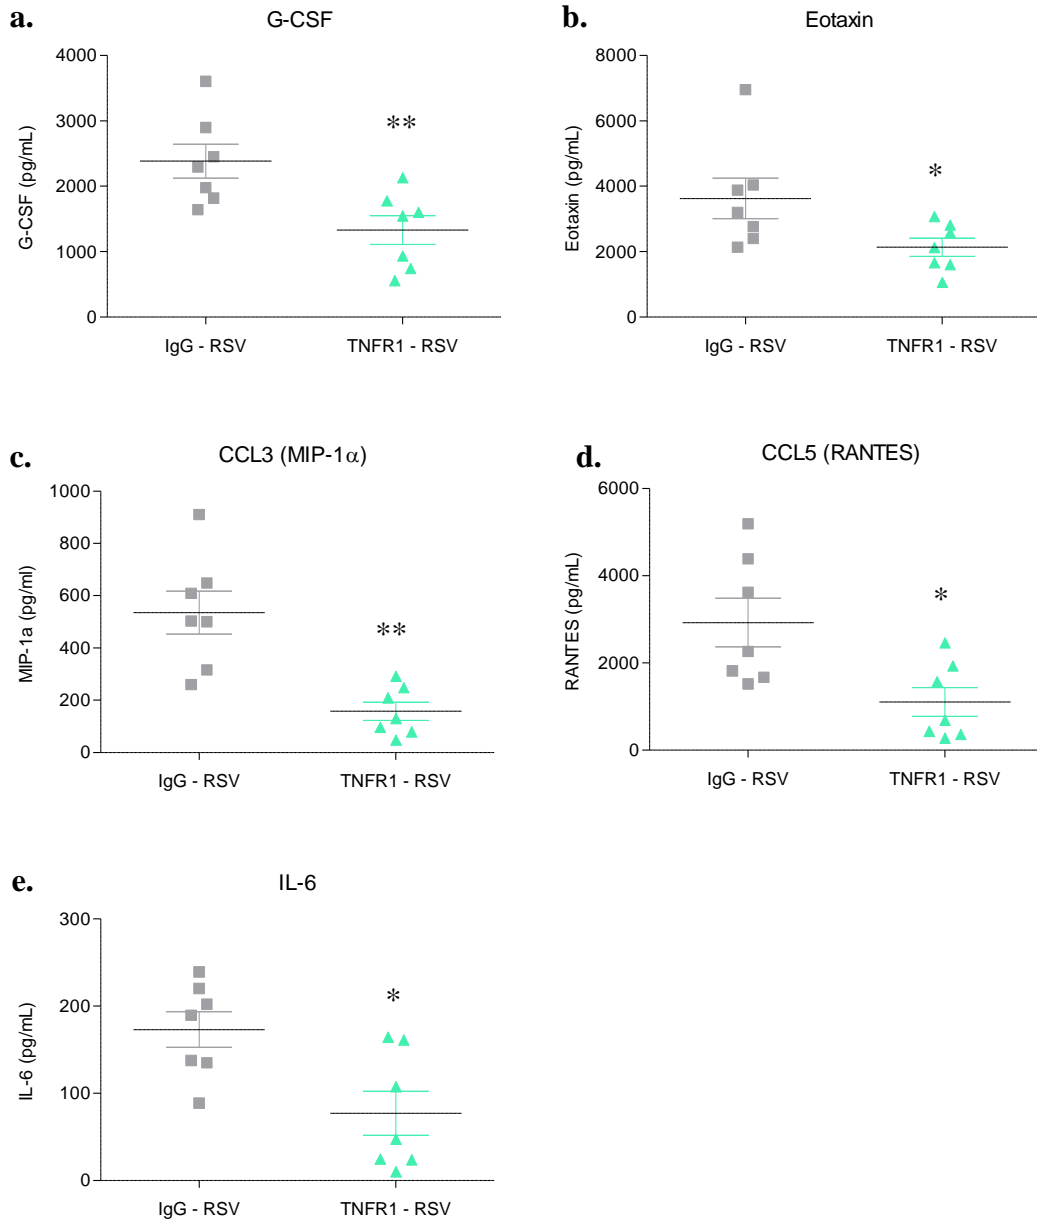 a.
G-CSF
G-CSF (pg/mL)
4000
3000
2000
1000
0
**
IgG - RSV
TNFR1 - RSV
b.
Eotaxin
Eotaxin (pg/mL)
8000
6000
4000
2000
0
*
IgG - RSV
TNFR1 - RSV
c.
CCL3 (MIP-1α)
MIP-1a (pg/ml)
1000
800
600
400
200
0
**
IgG - RSV
TNFR1 - RSV
d.
CCL5 (RANTES)
RANTES (pg/mL)
6000
4000
2000
0
*
IgG - RSV
TNFR1 - RSV
e.
IL-6
IL-6 (pg/mL)
300
200
100
0
*
IgG - RSV
TNFR1 - RSV